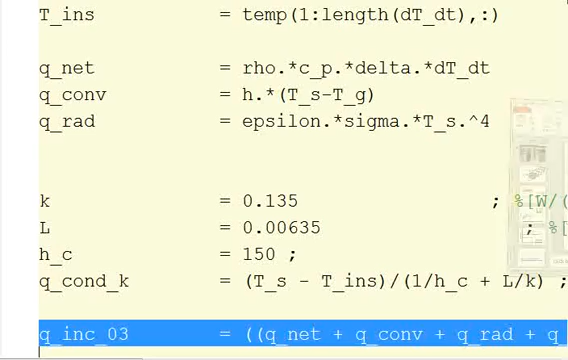 T_ins = temp(1:length(dT_dt),:)
q_net = rho.*c_p.*delta.*dT_dt
q_conv = h.*(T_s-T_g)
q_rad = epsilon.*sigma.*T_s.^4
k = 0.135 ; %[W/(
L = 0.00635 ; %[
h_c = 150 ;
q_cond_k = (T_s - T_ins)/(1/h_c + L/k) ;
q_inc_03 = ((q_net + q_conv + q_rad + q_